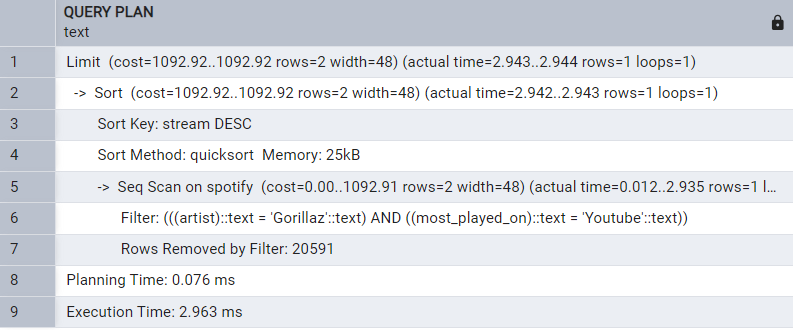 QUERY PLAN
text
1 Limit (cost=1092.92..1092.92 rows=2 width=48) (actual time=2.943..2.944 rows=1 loops=1)
2 -> Sort (cost=1092.92..1092.92 rows=2 width=48) (actual time=2.942..2.943 rows=1 loops=1)
3 Sort Key: stream DESC
4 Sort Method: quicksort Memory: 25kB
5 -> Seq Scan on spotify (cost=0.00..1092.91 rows=2 width=48) (actual time=0.012..2.935 rows=1 l...
6 Filter: (((artist)::text = 'Gorillaz'::text) AND ((most_played_on)::text = 'Youtube'::text))
7 Rows Removed by Filter: 20591
8 Planning Time: 0.076 ms
9 Execution Time: 2.963 ms